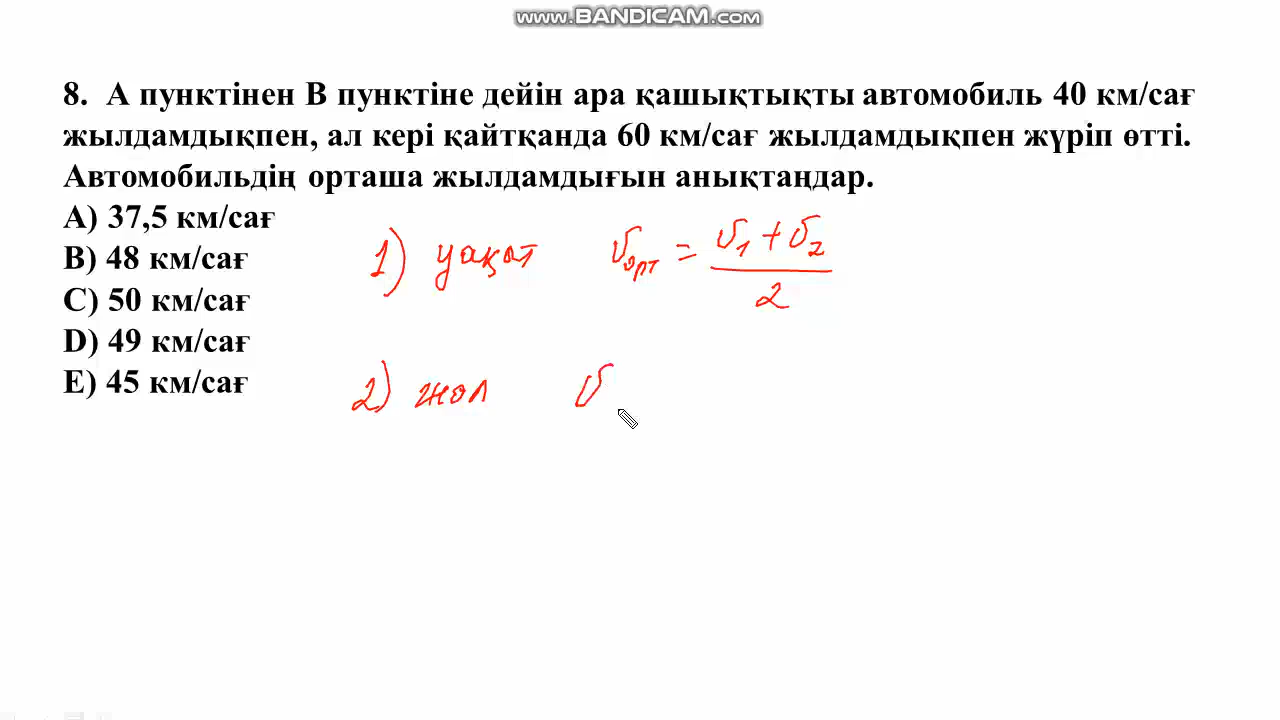 www.BANDICAM.com
8. А пунктінен В пунктіне дейін ара қашықтықты автомобиль 40 км/сағ
жылдамдықпен, ал кері қайтқанда 60 км/сағ жылдамдықпен жүріп өтті.
Автомобильдің орташа жылдамдығын анықтаңдар.
A) 37,5 км/сағ
B) 48 км/сағ
C) 50 км/сағ
D) 49 км/сағ
E) 45 км/сағ
1) уақыт υорт = υ1 + υ2 / 2
2) жол υ